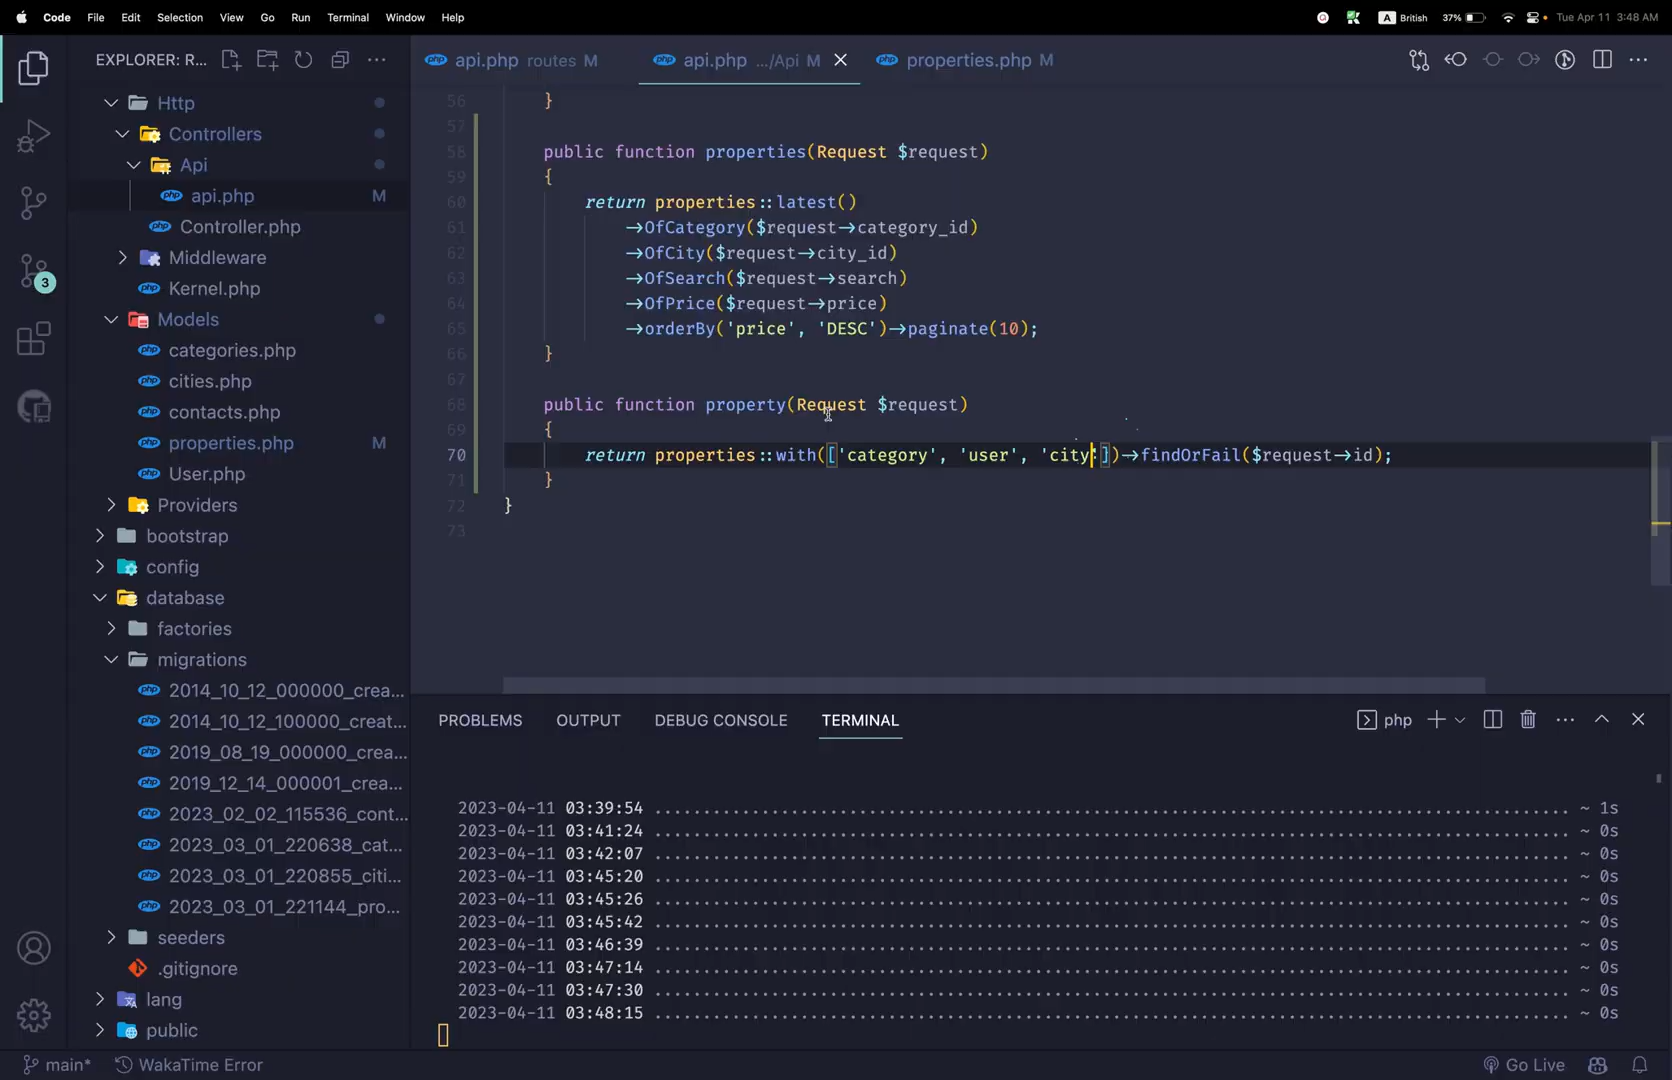 Code File Edit Selection View Go Run Terminal Window Help
A British 37% Tue Apr 11 3:48 AM
EXPLORER: R...
api.php routes M
api.php .../Api M
properties.php M
Http
Controllers
Api
api.php M
Controller.php
Middleware
Kernel.php
3
Models
categories.php
cities.php
contacts.php
properties.php M
User.php
Providers
bootstrap
config
database
factories
migrations
2014_10_12_000000_crea...
2014_10_12_100000_creat...
2019_08_19_000000_crea...
2019_12_14_000001_crea...
2023_02_02_115536_cont...
2023_03_01_220638_cat...
2023_03_01_220855_citi...
2023_03_01_221144_pro...
seeders
.gitignore
lang
public
56 }
57
58 public function properties(Request $request)
59 {
60 return properties::latest()
61 ->OfCategory($request->category_id)
62 ->OfCity($request->city_id)
63 ->OfSearch($request->search)
64 ->OfPrice($request->price)
65 ->orderBy('price', 'DESC')->paginate(10);
66 }
67
68 public function property(Request $request)
69 {
70 return properties::with(['category', 'user', 'city'])->findOrFail($request->id);
71 }
72 }
73
PROBLEMS OUTPUT DEBUG CONSOLE TERMINAL
php
2023-04-11 03:39:54 ........ ~ 1s
2023-04-11 03:41:24 ........ ~ 0s
2023-04-11 03:42:07 ........ ~ 0s
2023-04-11 03:45:20 ........ ~ 0s
2023-04-11 03:45:26 ........ ~ 0s
2023-04-11 03:45:42 ........ ~ 0s
2023-04-11 03:46:39 ........ ~ 0s
2023-04-11 03:47:14 ........ ~ 0s
2023-04-11 03:47:30 ........ ~ 0s
2023-04-11 03:48:15 ........ ~ 0s
main* WakaTime Error
Go Live